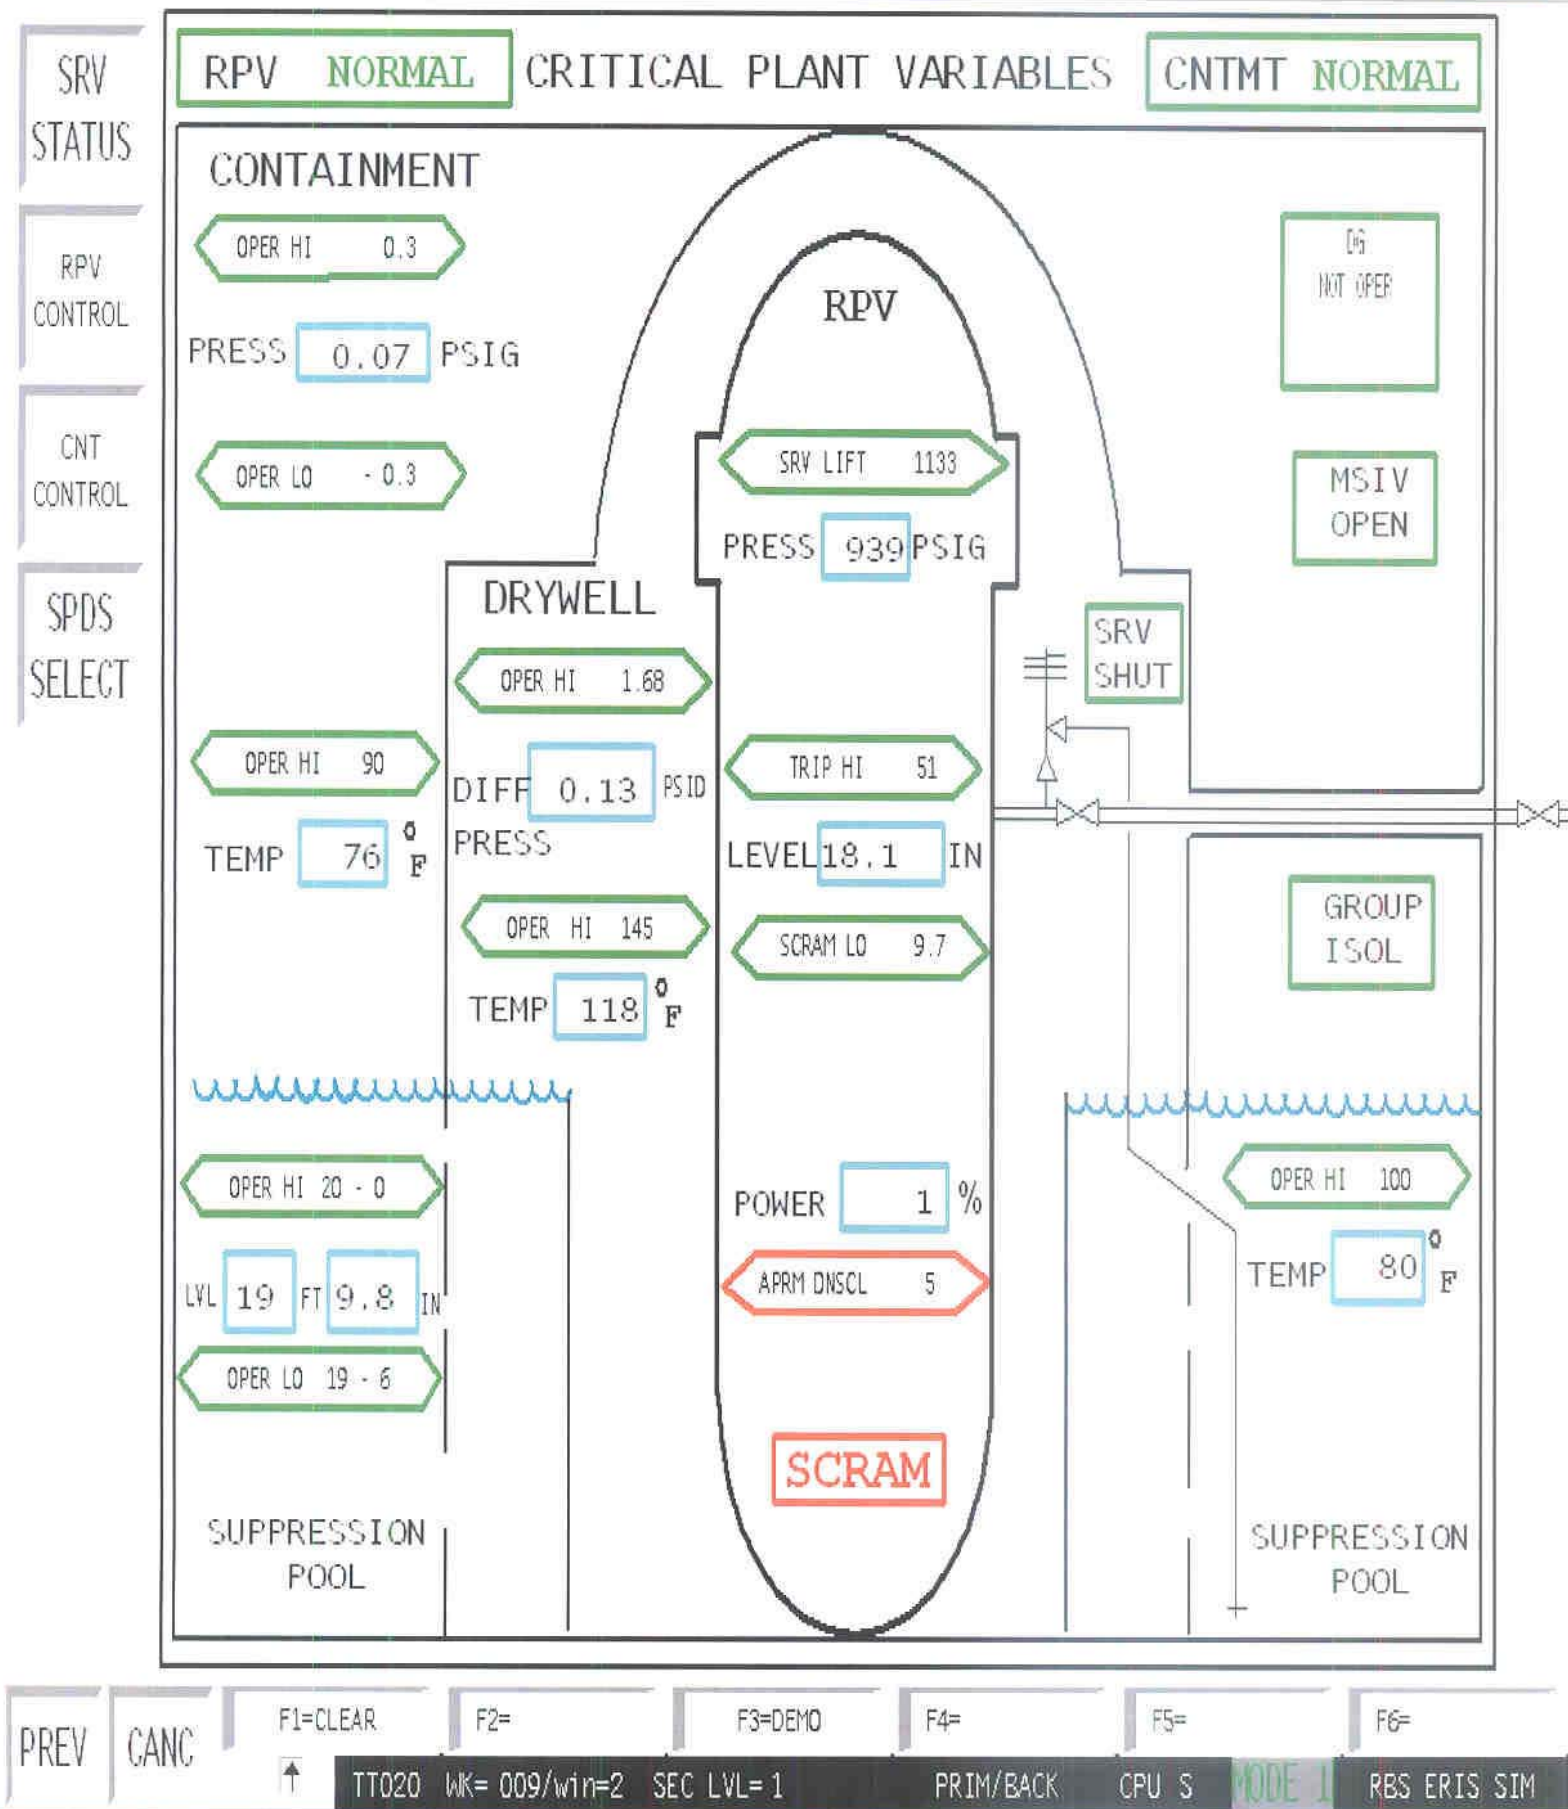 SRV
STATUS
RPV
CONTROL
CNT
CONTROL
SPDS
SELECT
RPV NORMAL CRITICAL PLANT VARIABLES CNTMT NORMAL
CONTAINMENT
OPER HI 0.3
PRESS 0.07 PSIG
OPER LO - 0.3
OPER HI 90
TEMP 76 °F
DRYWELL
OPER HI 1.68
DIFF 0.13 PSID
PRESS
OPER HI 145
TEMP 118 °F
RPV
SRV LIFT 1133
PRESS 939 PSIG
TRIP HI 51
LEVEL 18.1 IN
SCRAM LO 9.7
POWER 1 %
APRM DNSCL 5
SCRAM
NOT OPER
MSIV
OPEN
SRV
SHUT
GROUP
ISOL
OPER HI 20 - 0
LVL 19 FT 9.8 IN
OPER LO 19 - 6
SUPPRESSION
POOL
OPER HI 100
TEMP 80 °F
SUPPRESSION
POOL
PREV CANC F1=CLEAR F2= F3=DEMO F4= F5= F6=
TT020 WK= 009/win=2 SEC LVL= 1 PRIM/BACK CPU S MODE 1 RBS ERIS SIM